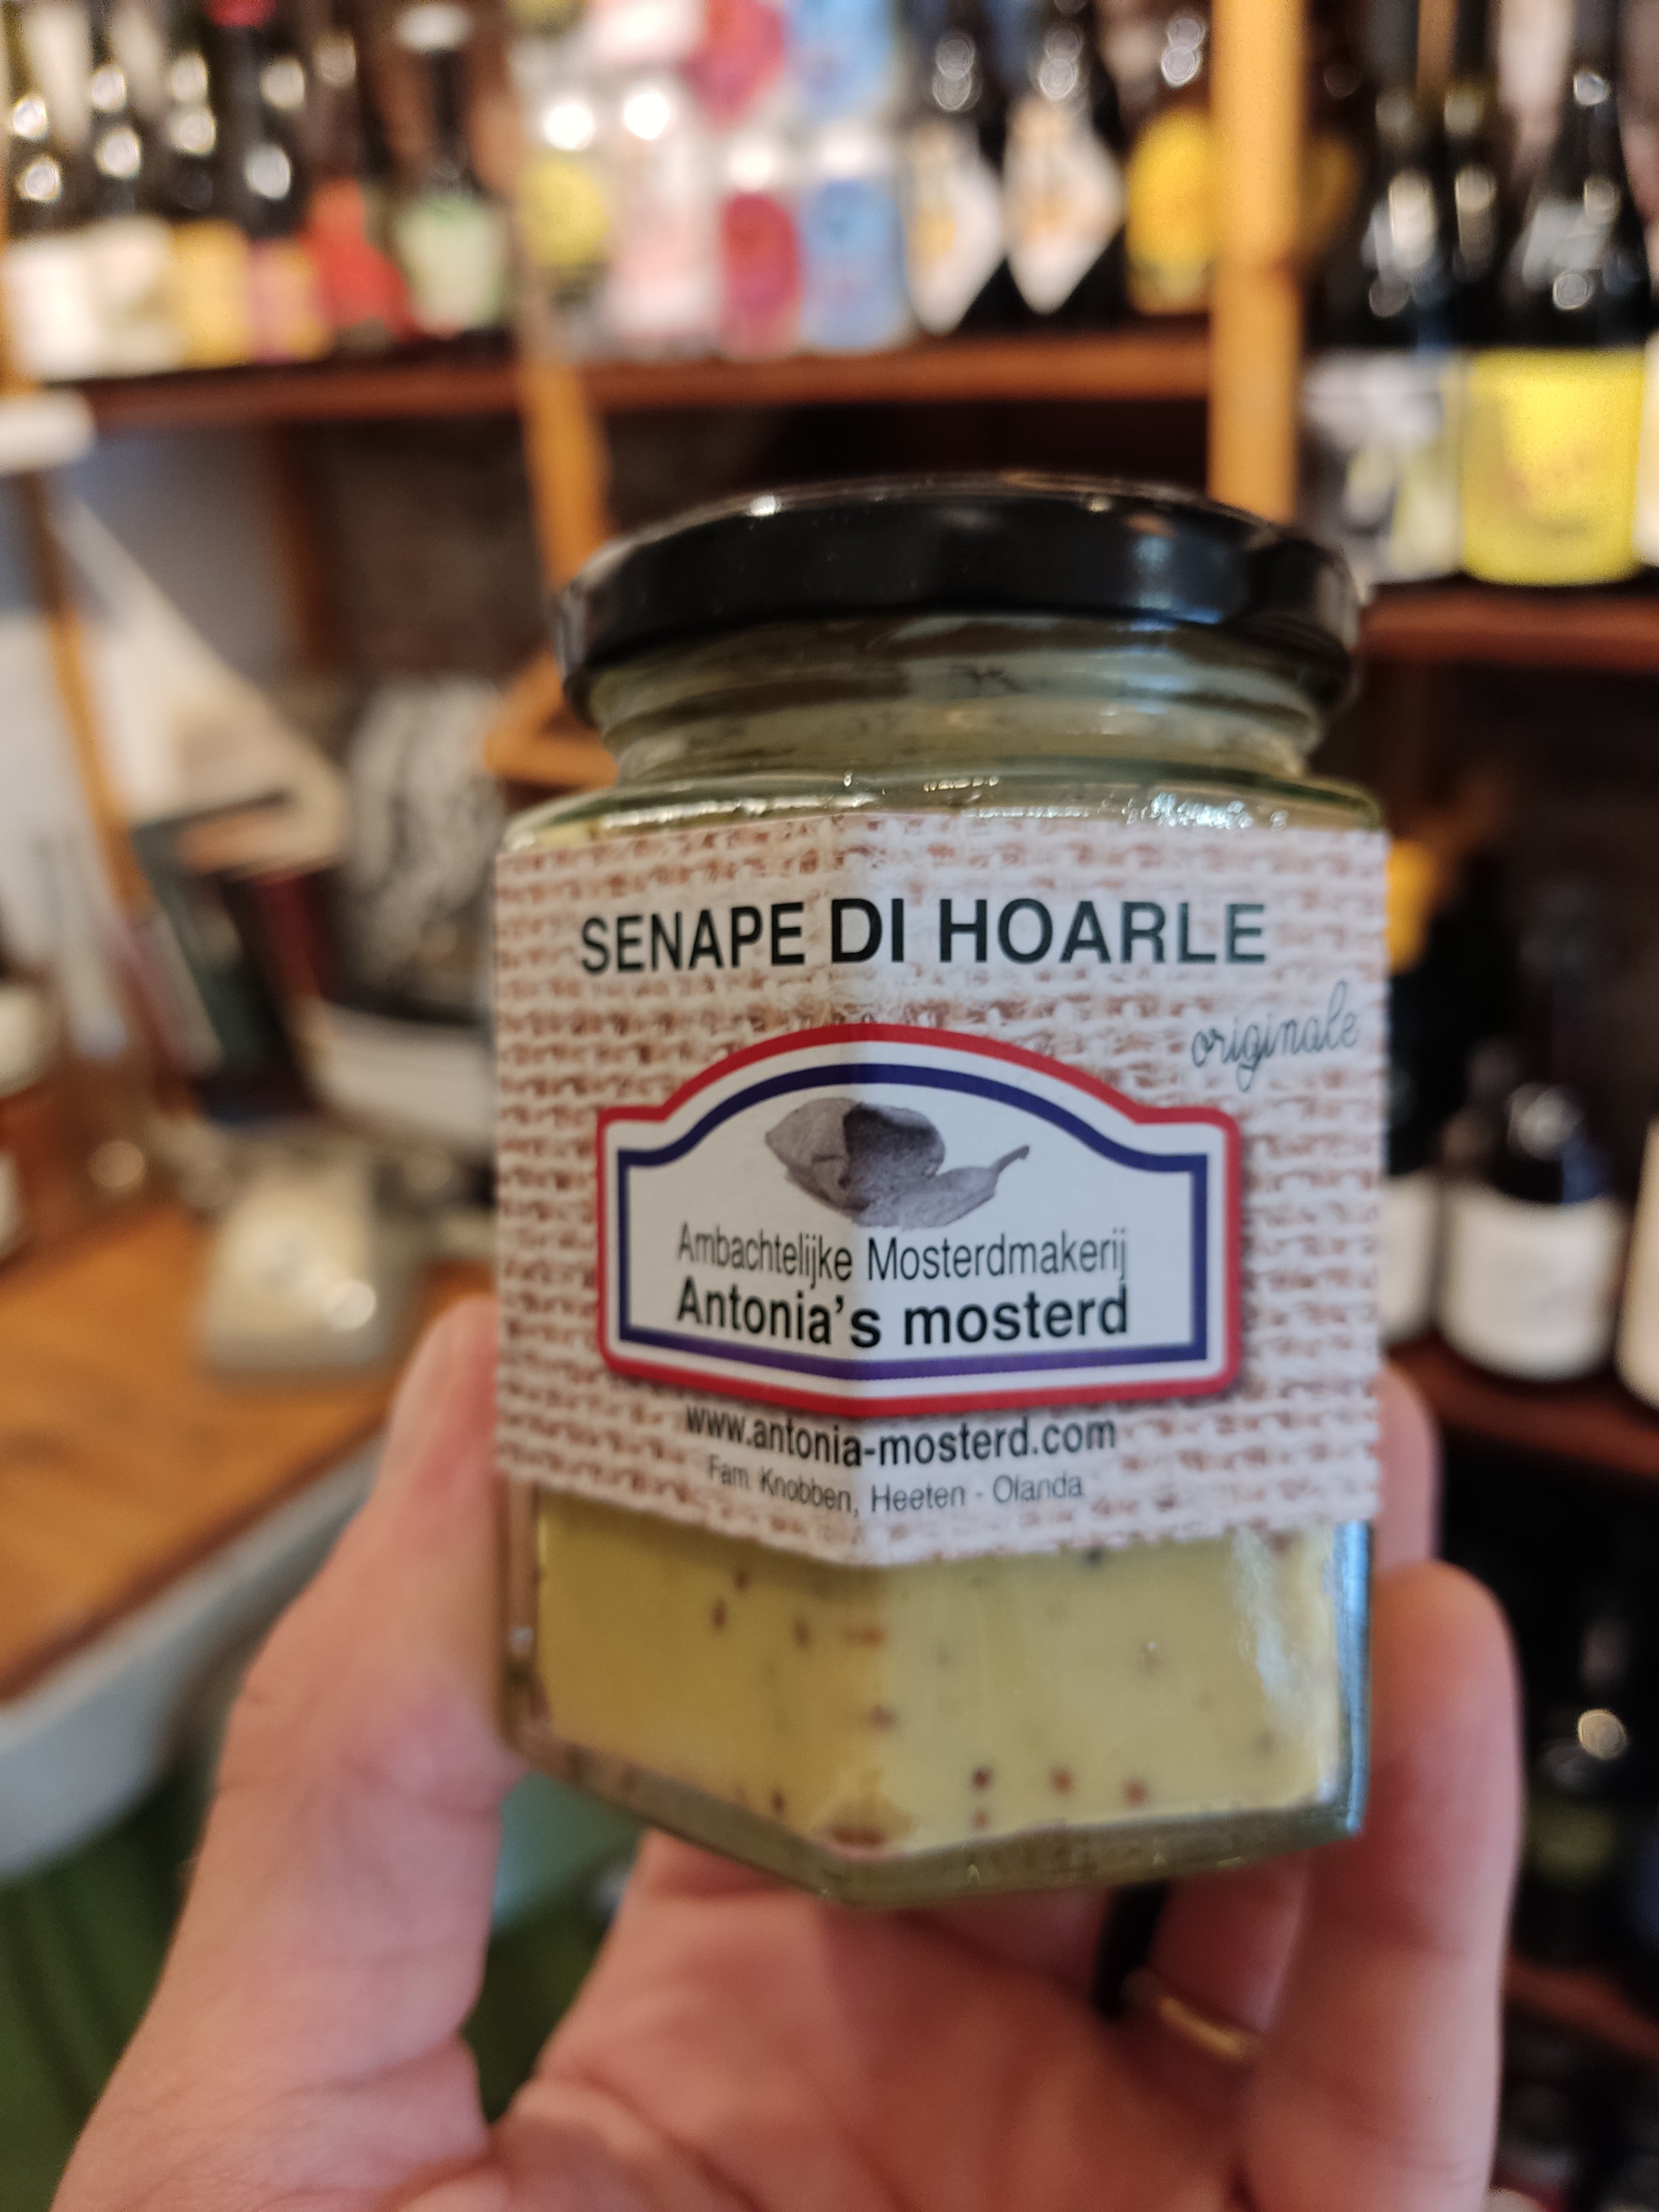 SENAPE DI HOARLE
originale
Ambachtelijke Mosterdmakerij
Antonia's mosterd
www.antonia-mosterd.com
Fam. Knobben, Heeten - Olanda